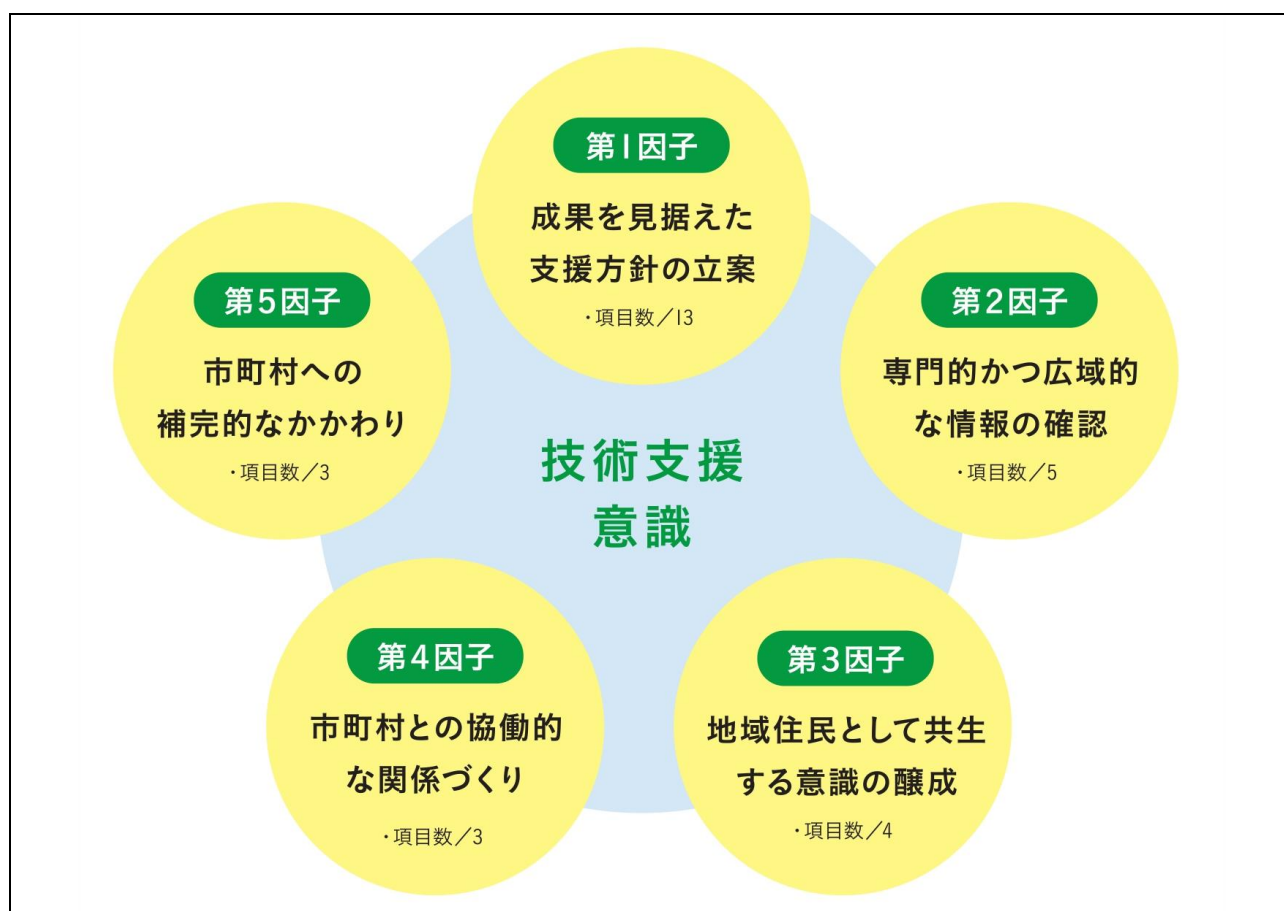 第1因子
成果を見据えた
支援方針の立案
・項目数／13
第2因子
専門的かつ広域的
な情報の確認
・項目数／5
第3因子
地域住民として共生
する意識の醸成
・項目数／4
第4因子
市町村との協働的
な関係づくり
・項目数／3
第5因子
市町村への
補完的なかかわり
・項目数／3
技術支援
意識